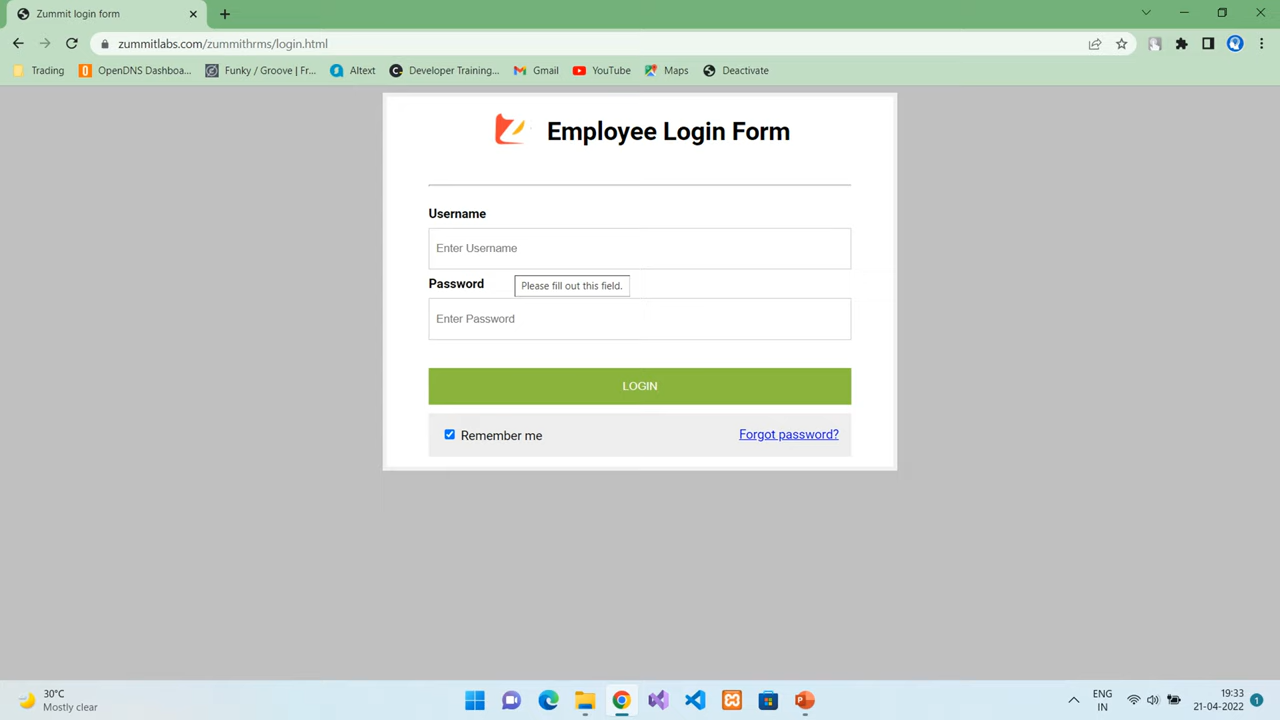 Zummit login form
zummitlabs.com/zummithrms/login.html
Trading
OpenDNS Dashboa...
Funky / Groove | Fr...
Altext
Developer Training...
Gmail
YouTube
Maps
Deactivate
Employee Login Form
Username
Enter Username
Password
Please fill out this field.
Enter Password
LOGIN
Remember me
Forgot password?
30°C
Mostly clear
ENG
IN
19:33
21-04-2022
1